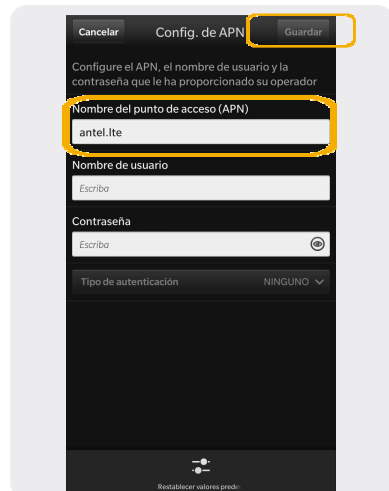 Cancelar Config. de APN Guardar
Configure el APN, el nombre de usuario y la
contraseña que le ha proporcionado su operador
Nombre del punto de acceso (APN)
antel.lte
Nombre de usuario
Escriba
Contraseña
Escriba
Tipo de autenticación NINGUNO
Restablecer valores